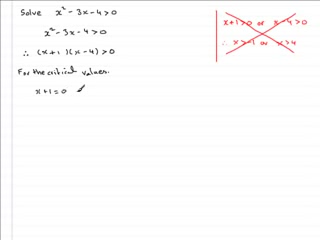 Solve x² - 3x - 4 > 0
x² - 3x - 4 > 0
∴ (x + 1)(x - 4) > 0
For the critical values.
x + 1 = 0
x + 1 > 0 or x - 4 > 0
∴ x > -1 or x > 4